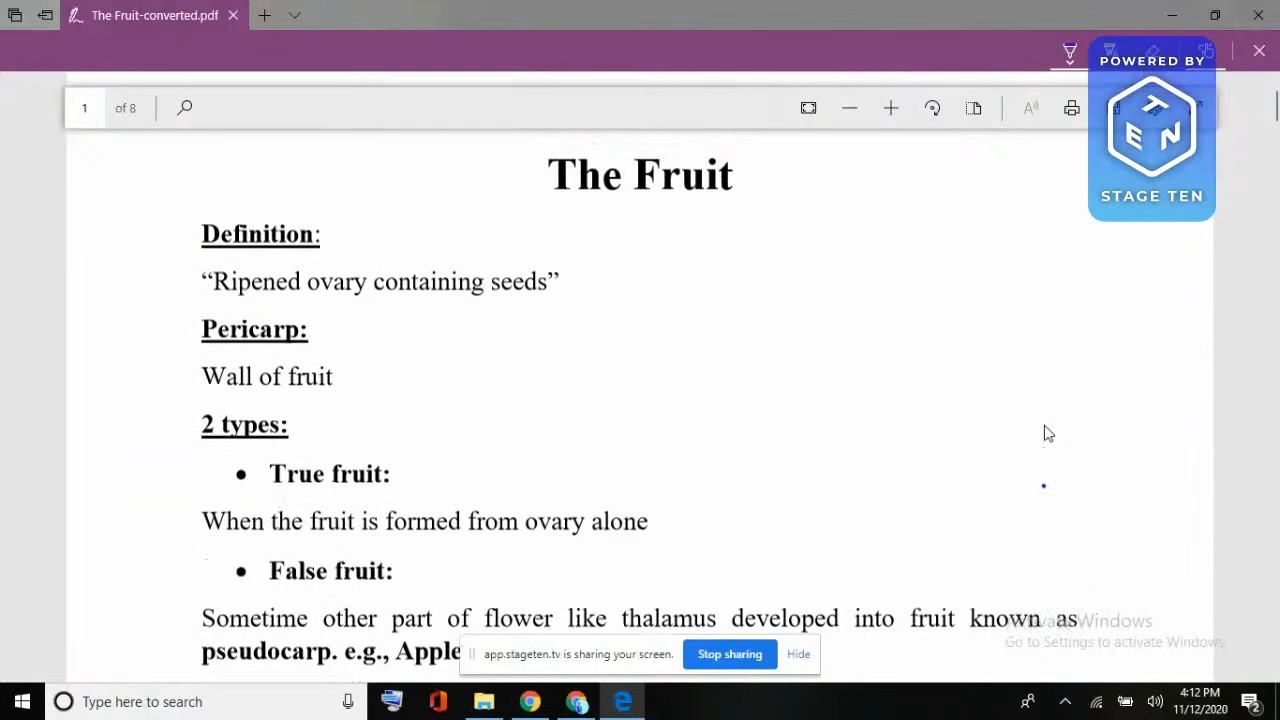 The Fruit-converted.pdf
POWERED BY
TEN
STAGE TEN
1 of 8
The Fruit
Definition:
“Ripened ovary containing seeds”
Pericarp:
Wall of fruit
2 types:
• True fruit:
When the fruit is formed from ovary alone
• False fruit:
Sometime other part of flower like thalamus developed into fruit known as
pseudocarp. e.g., Apple
Activate Windows
Go to Settings to activate Windows.
app.stageten.tv is sharing your screen. Stop sharing Hide
Type here to search
4:12 PM
11/12/2020
2